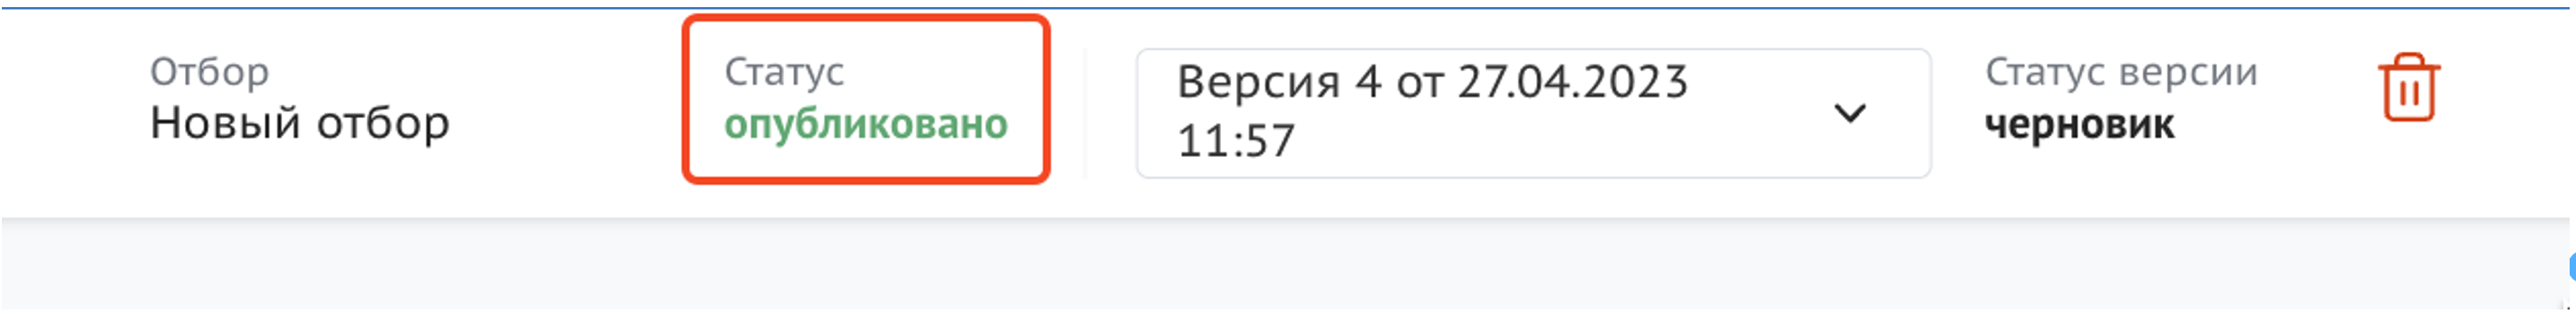 Отбор
Новый отбор
Статус
опубликовано
Версия 4 от 27.04.2023
11:57
Статус версии
черновик